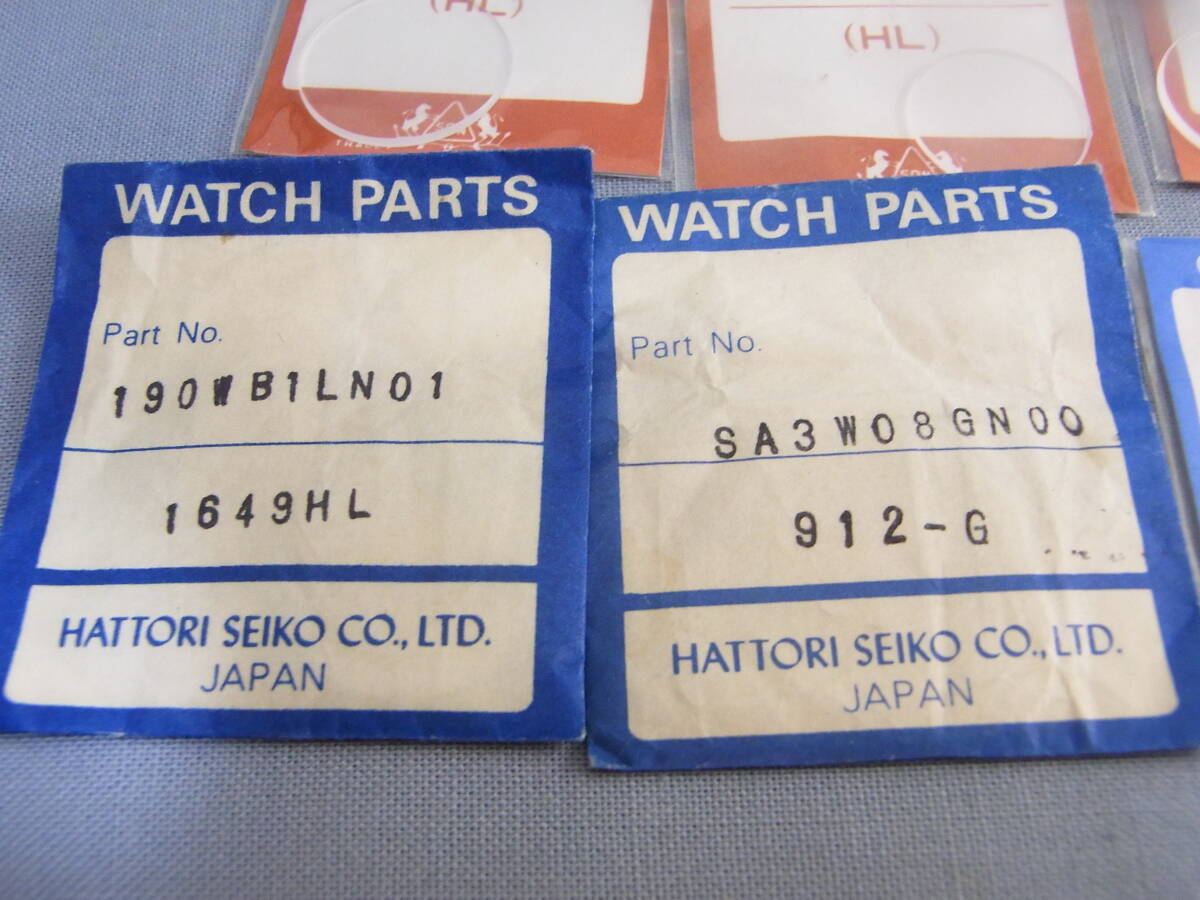 (HL)
(HL)
WATCH PARTS
Part No.
190WB1LN01
1649HL
HATTORI SEIKO CO., LTD.
JAPAN
WATCH PARTS
Part No.
SA3W08GN00
912-G
HATTORI SEIKO CO., LTD.
JAPAN